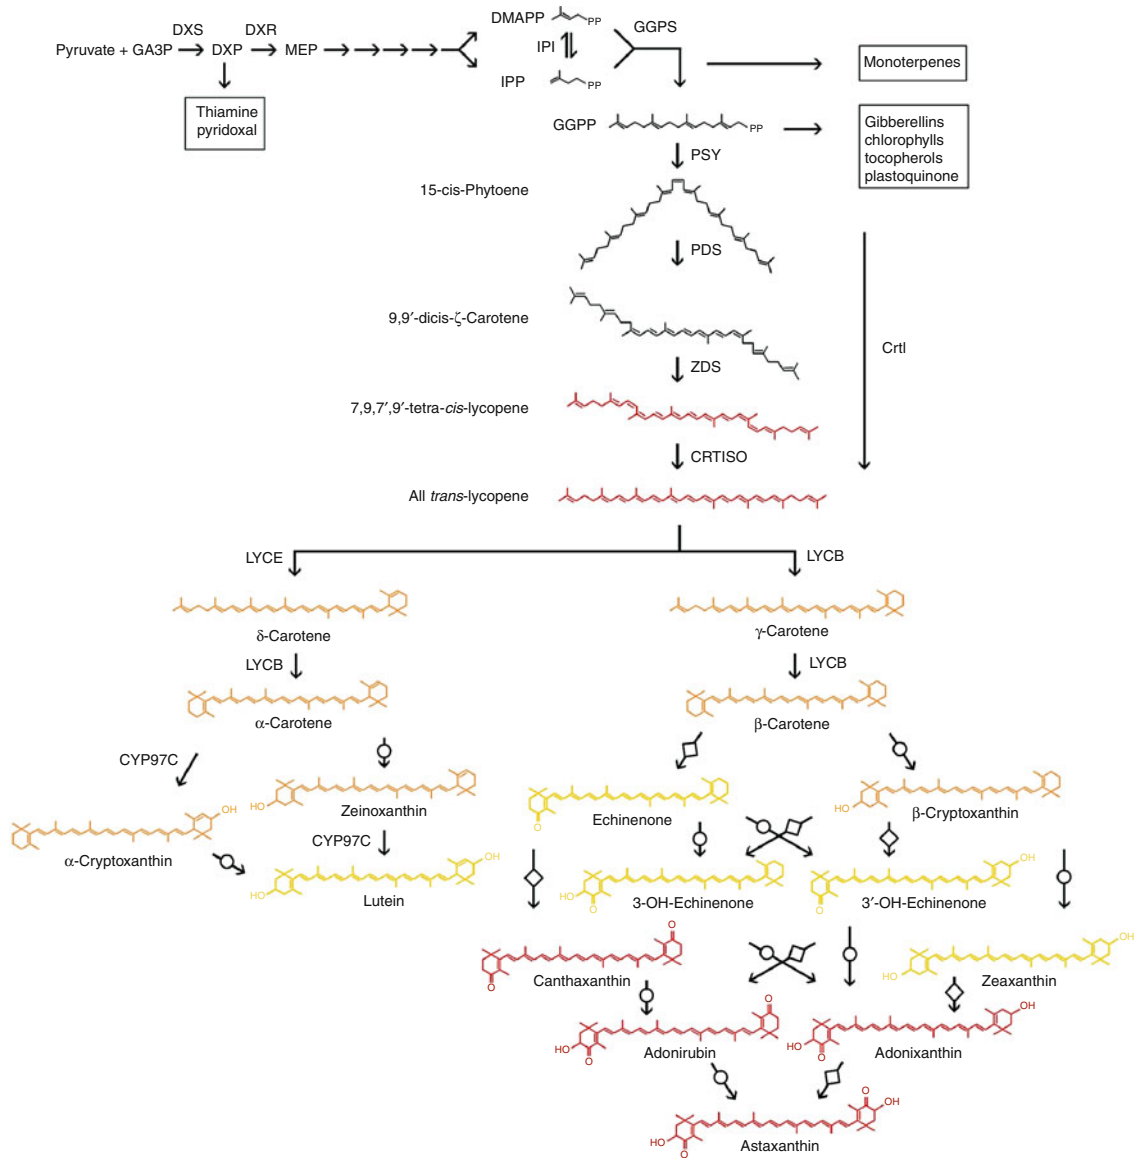 DXS
DXR
Pyruvate + GA3P
DXP
MEP
Thiamine
pyridoxal
DMAPP
PP
IPI
IPP
PP
GGPS
Monoterpenes
GGPP
PP
Gibberellins
chlorophylls
tocopherols
plastoquinone
PSY
15-cis-Phytoene
PDS
9,9′-dicis-ζ-Carotene
ZDS
Crtl
7,9,7′,9′-tetra-cis-lycopene
CRTISO
All trans-lycopene
LYCE
LYCB
δ-Carotene
γ-Carotene
LYCB
LYCB
α-Carotene
β-Carotene
CYP97C
OH
HO
Zeinoxanthin
α-Cryptoxanthin
CYP97C
OH
HO
Lutein
O
Echinenone
HO
β-Cryptoxanthin
HO
O
3-OH-Echinenone
OH
O
3′-OH-Echinenone
O
O
Canthaxanthin
OH
HO
Zeaxanthin
O
HO
O
Adonirubin
OH
HO
O
Adonixanthin
O
OH
HO
O
Astaxanthin